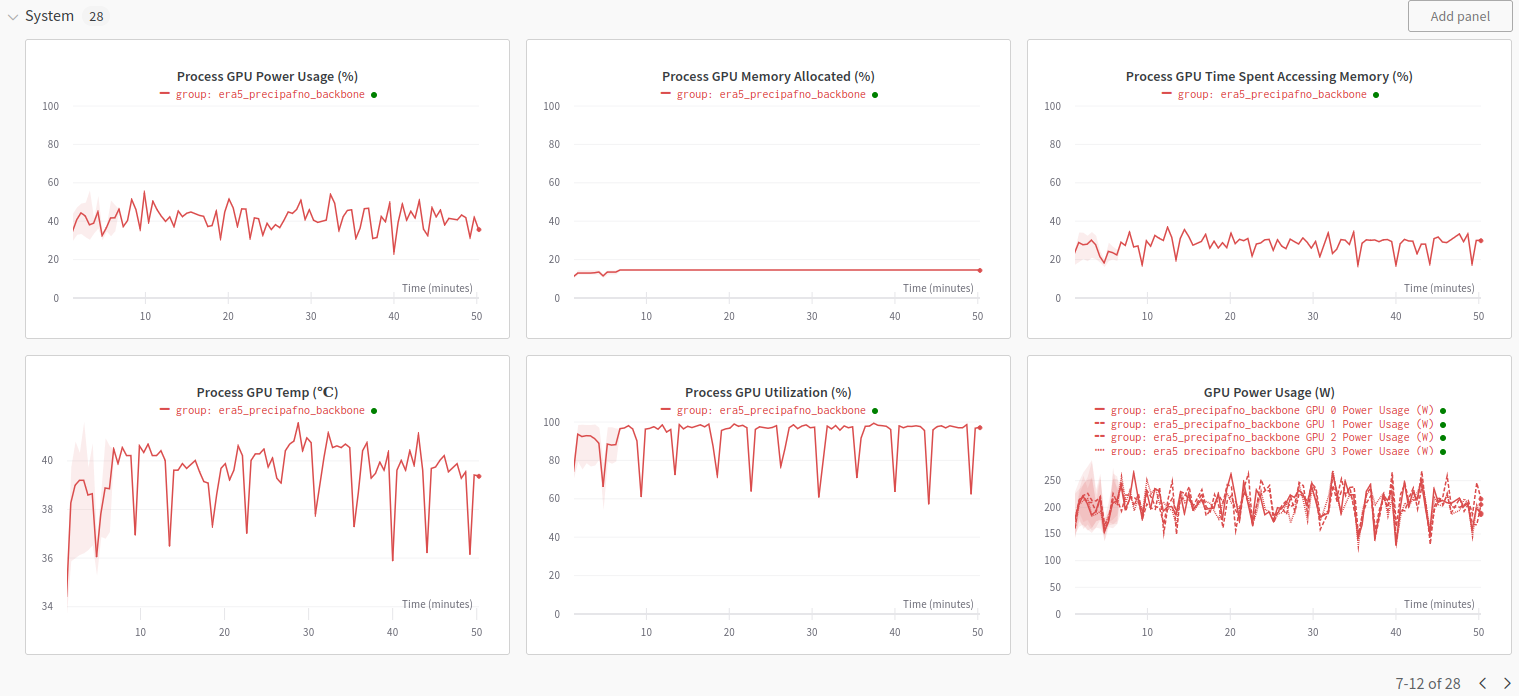 System 28
Add panel
Process GPU Power Usage (%)
group: era5_precipafno_backbone
100
80
60
40
20
0
Time (minutes)
10 20 30 40 50
Process GPU Memory Allocated (%)
group: era5_precipafno_backbone
100
80
60
40
20
0
Time (minutes)
10 20 30 40 50
Process GPU Time Spent Accessing Memory (%)
group: era5_precipafno_backbone
100
80
60
40
20
0
Time (minutes)
10 20 30 40 50
Process GPU Temp (℃)
group: era5_precipafno_backbone
40
38
36
34
Time (minutes)
10 20 30 40 50
Process GPU Utilization (%)
group: era5_precipafno_backbone
100
80
60
40
20
0
Time (minutes)
10 20 30 40 50
GPU Power Usage (W)
group: era5_precipafno_backbone GPU 0 Power Usage (W)
group: era5_precipafno_backbone GPU 1 Power Usage (W)
group: era5_precipafno_backbone GPU 2 Power Usage (W)
group: era5_precipafno_backbone GPU 3 Power Usage (W)
250
200
150
100
50
0
Time (minutes)
10 20 30 40 50
7-12 of 28